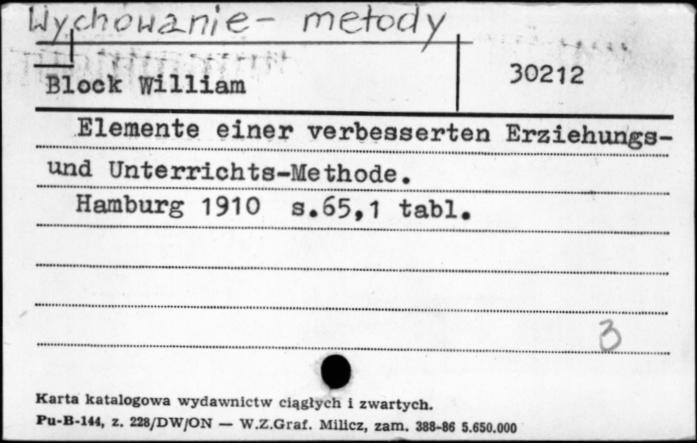 Wychowanie - metody
Block William
30212
Elemente einer verbesserten Erziehungs-
und Unterrichts-Methode.
Hamburg 1910 s.65,1 tabl.
3
Karta katalogowa wydawnictw ciągłych i zwartych.
Pu-B-144, z. 228/DW/ON — W.Z.Graf. Milicz, zam. 388-86 5.650.000